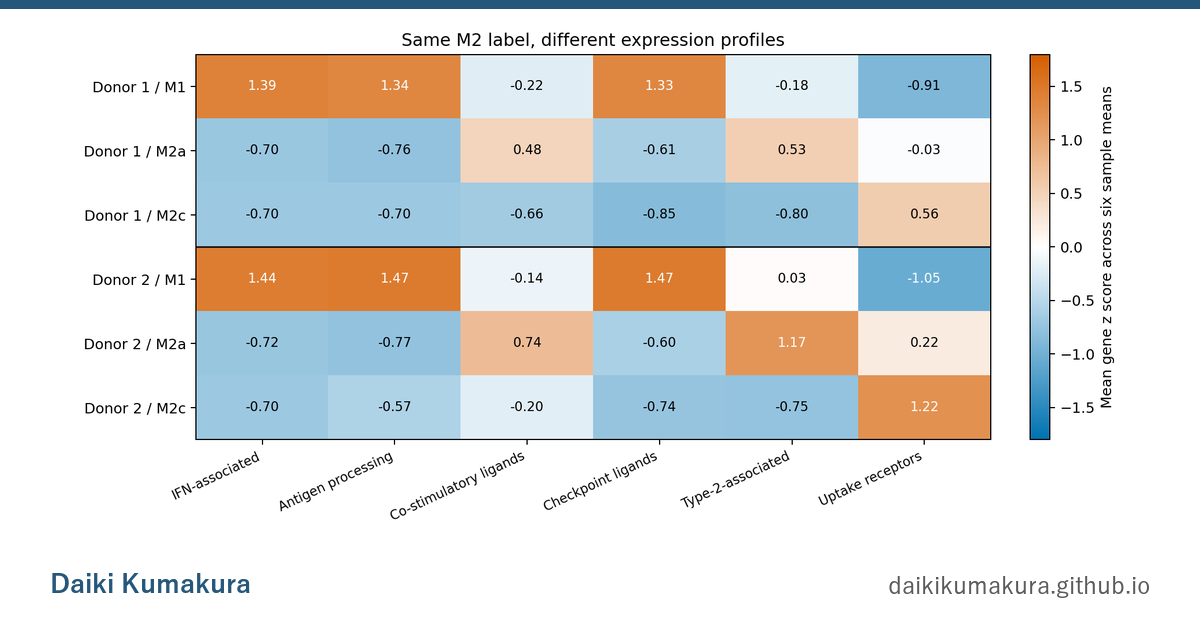 Same M2 label, different expression profiles
Donor 1 / M1 1.39 1.34 -0.22 1.33 -0.18 -0.91
Donor 1 / M2a -0.70 -0.76 0.48 -0.61 0.53 -0.03
Donor 1 / M2c -0.70 -0.70 -0.66 -0.85 -0.80 0.56
Donor 2 / M1 1.44 1.47 -0.14 1.47 0.03 -1.05
Donor 2 / M2a -0.72 -0.77 0.74 -0.60 1.17 0.22
Donor 2 / M2c -0.70 -0.57 -0.20 -0.74 -0.75 1.22
IFN-associated
Antigen processing
Co-stimulatory ligands
Checkpoint ligands
Type-2-associated
Uptake receptors
1.5
1.0
0.5
0.0
−0.5
−1.0
−1.5
Mean gene z score across six sample means
Daiki Kumakura
daikikumakura.github.io